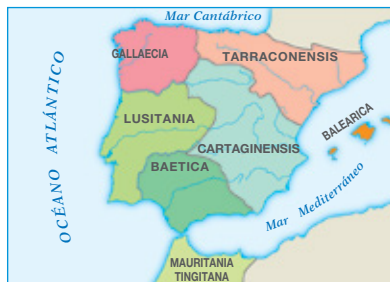 Mar Cantábrico
GALLAECIA
TARRACONENSIS
OCÉANO ATLÁNTICO
LUSITANIA
BALEARICA
CARTAGINENSIS
BAETICA
Mar Mediterráneo
MAURITANIA
TINGITANA